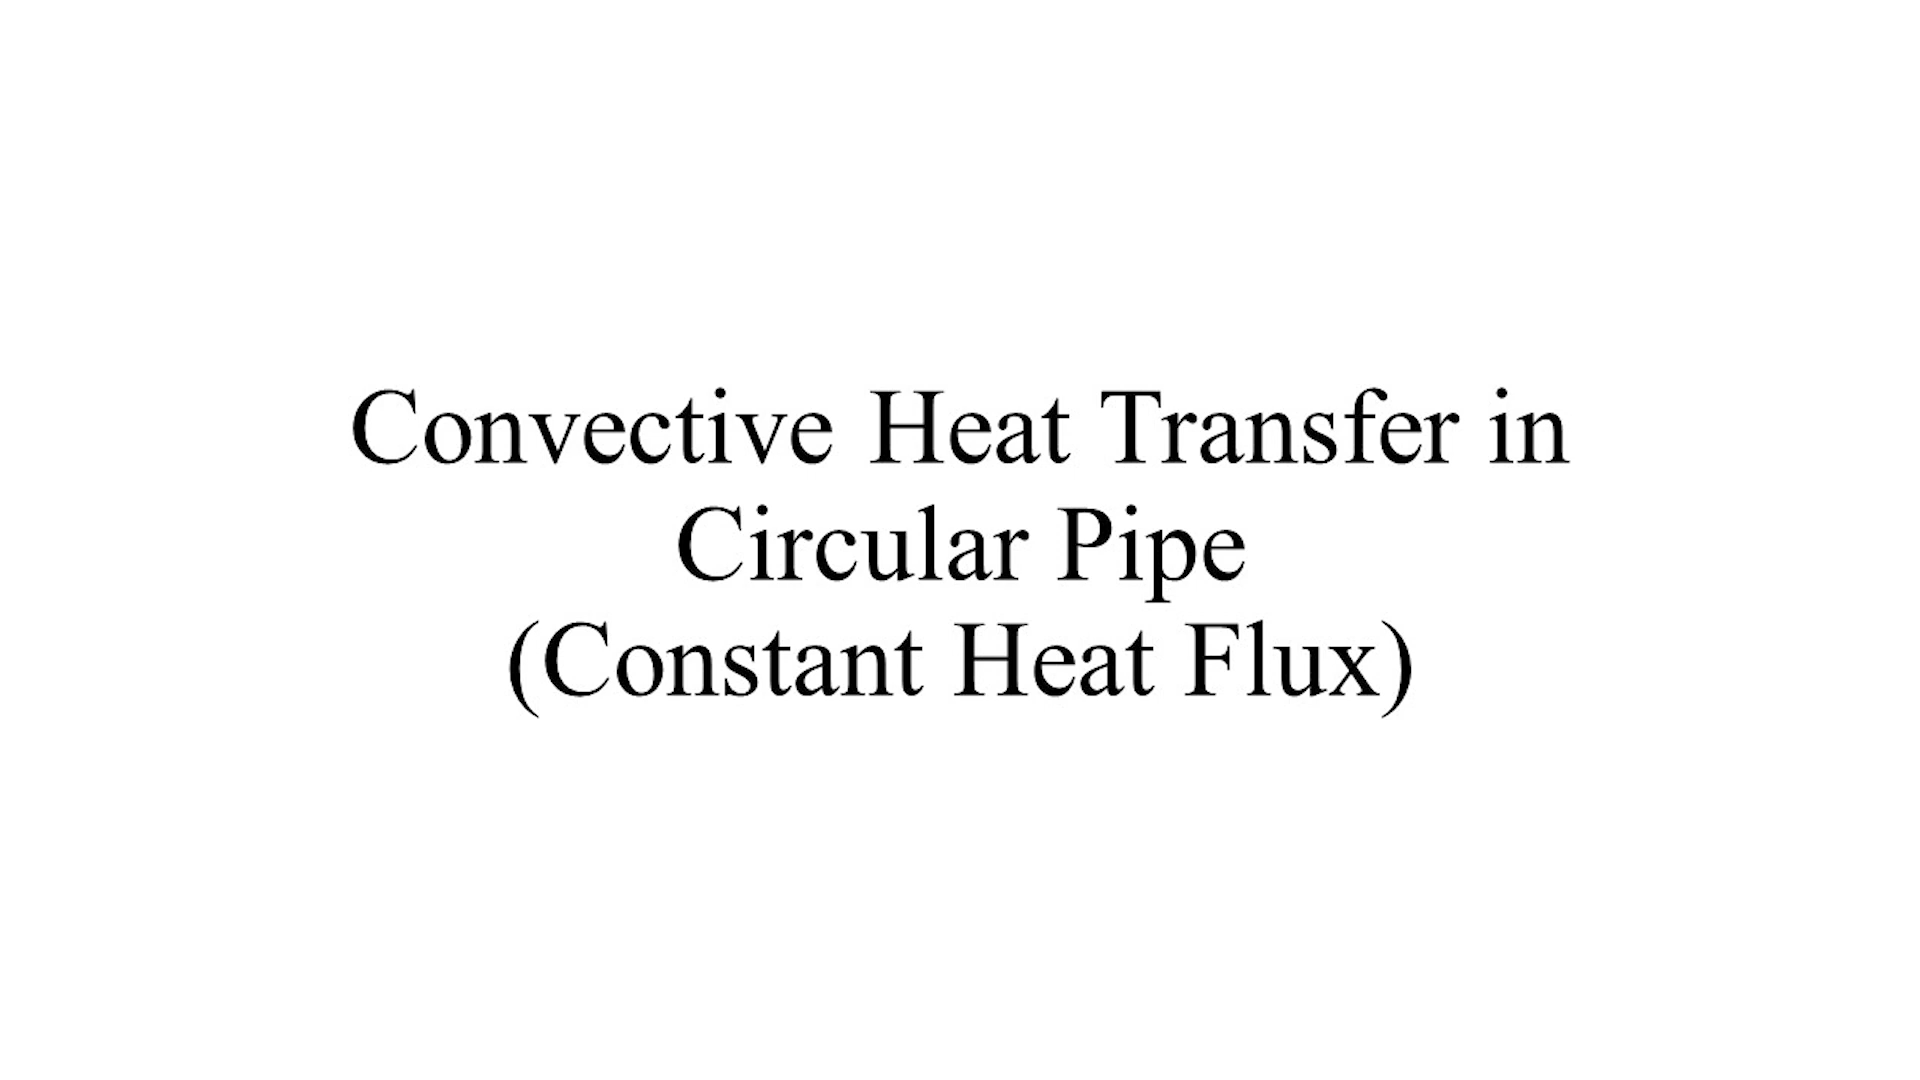 Convective Heat Transfer in
Circular Pipe
(Constant Heat Flux)